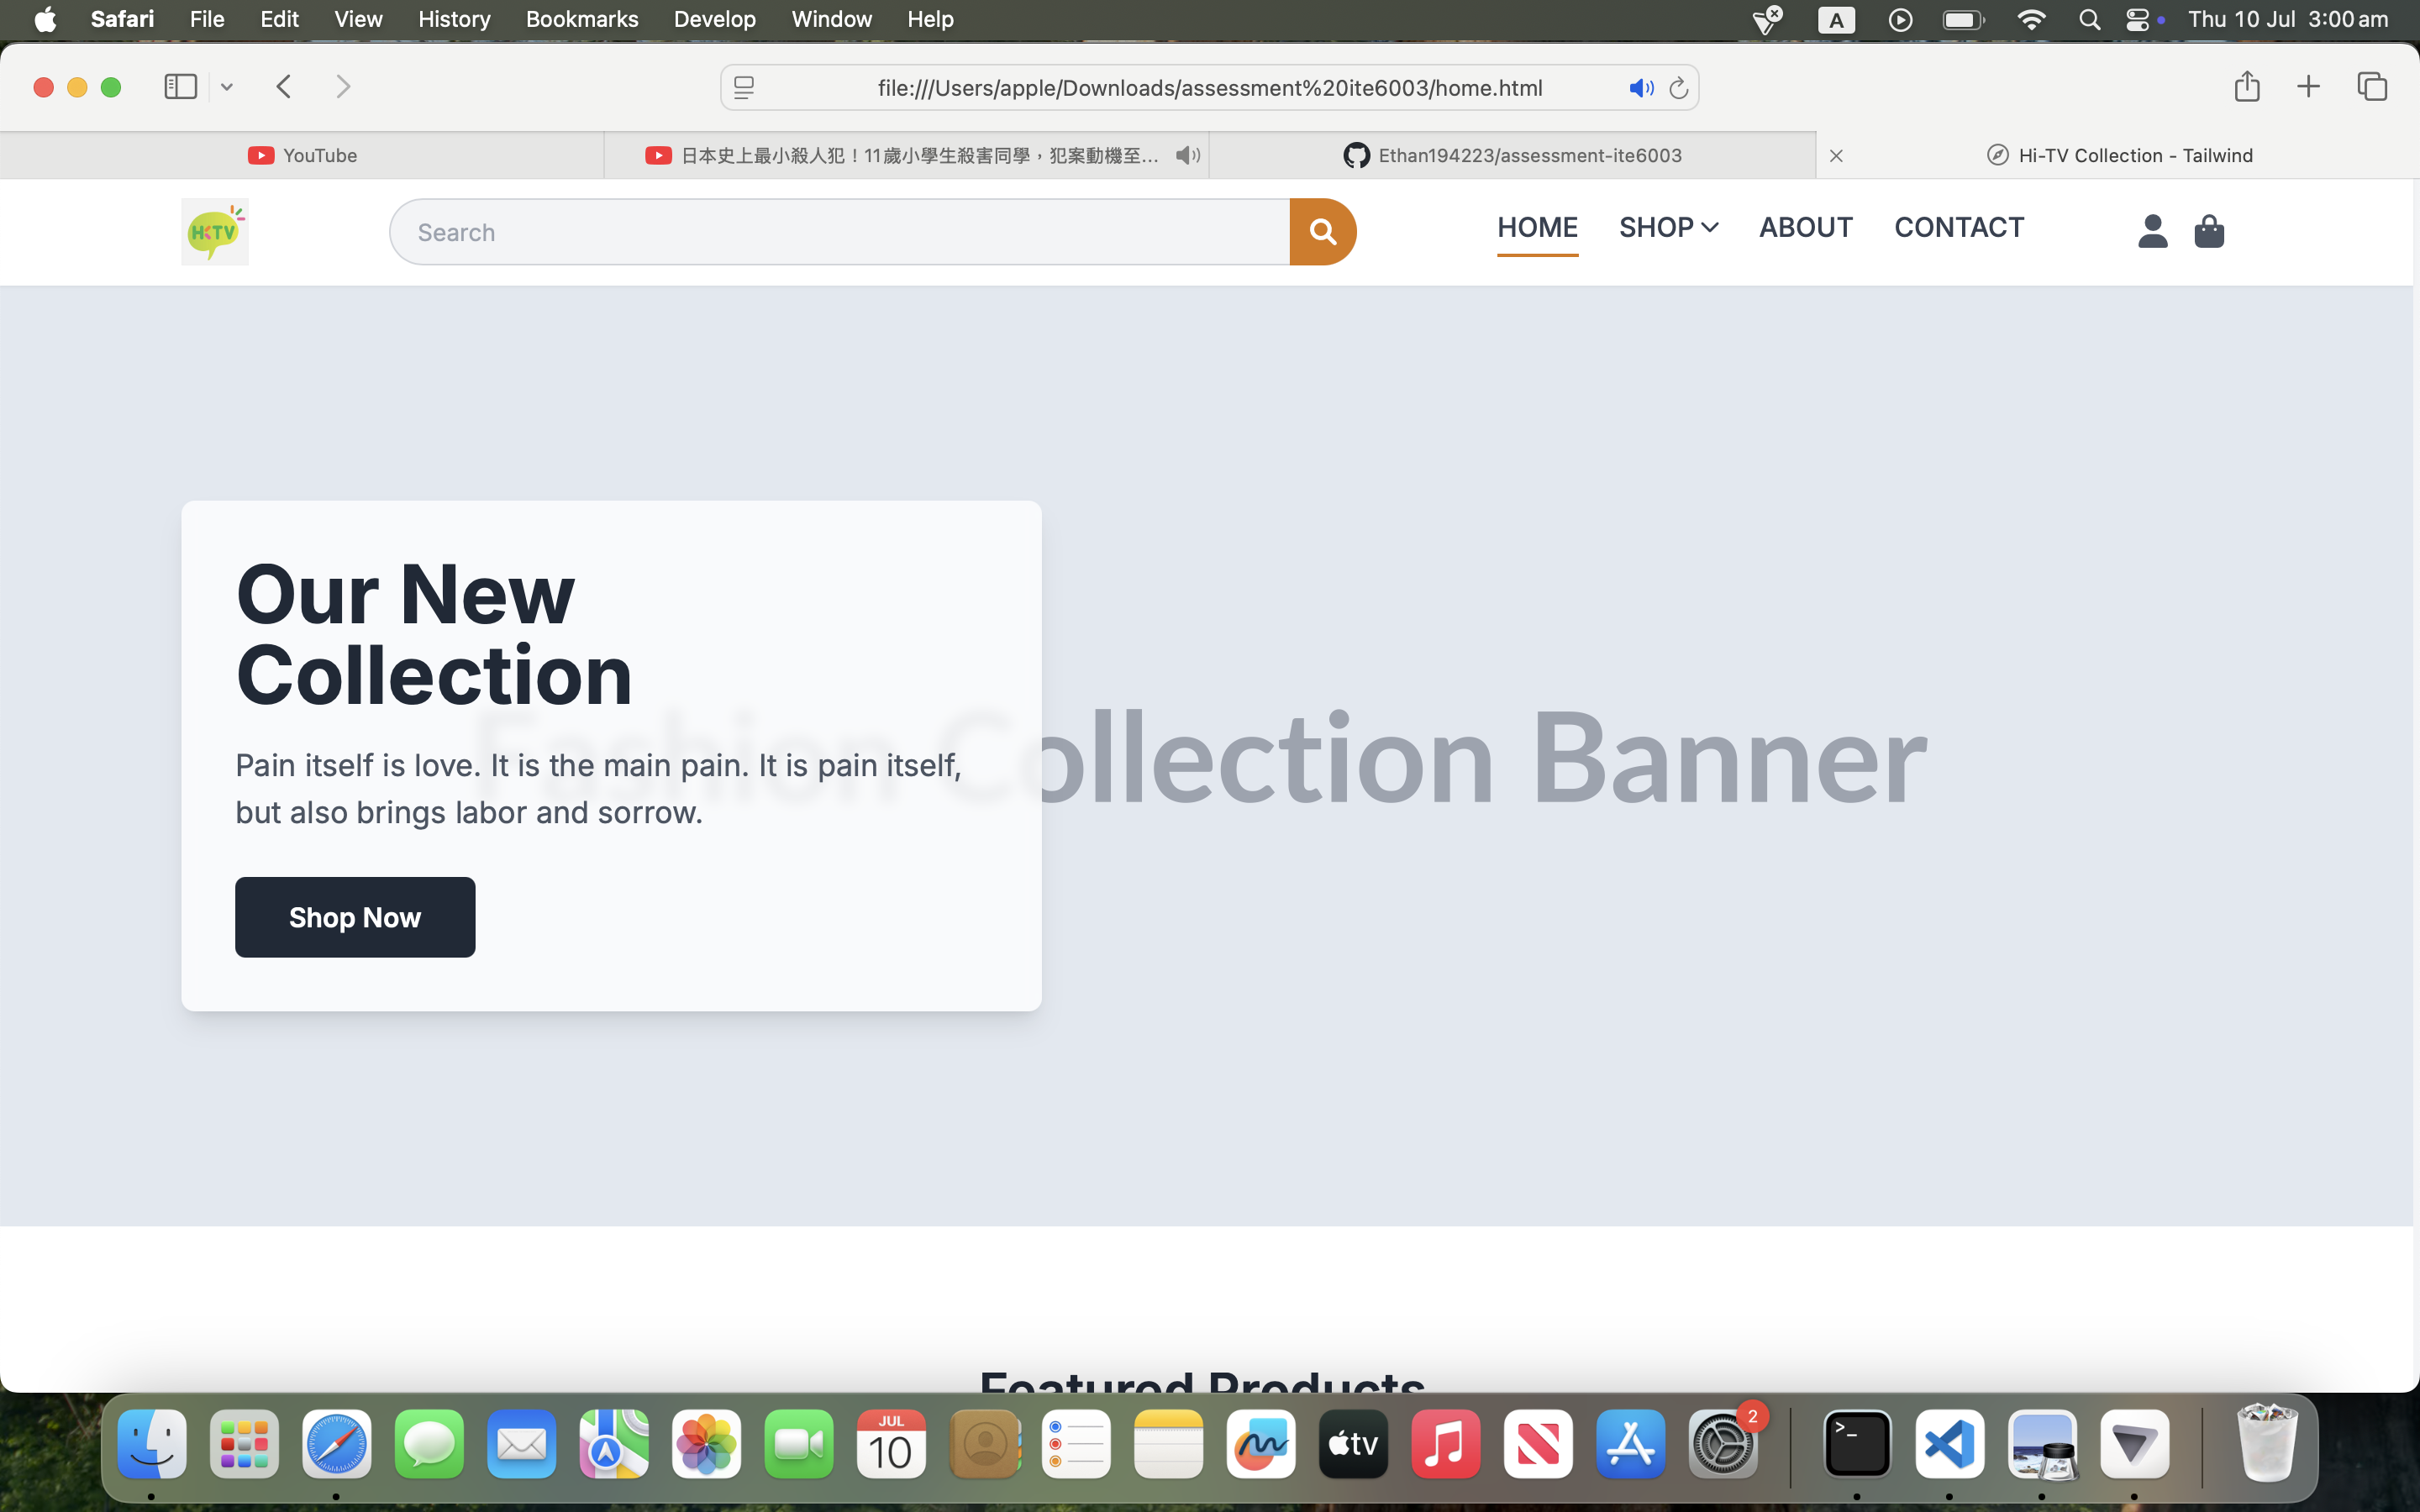 Safari File Edit View History Bookmarks Develop Window Help A Thu 10 Jul 3:00 am
file:///Users/apple/Downloads/assessment%20ite6003/home.html
YouTube 日本史上最小殺人犯！11歲小學生殺害同學，犯案動機至... Ethan194223/assessment-ite6003 Hi-TV Collection - Tailwind
HKTV Search HOME SHOP ABOUT CONTACT
Our New
Collection
Fashion Collection Banner
Pain itself is love. It is the main pain. It is pain itself,
but also brings labor and sorrow.
Shop Now
Featured Products
JUL
10
tv
2
>_